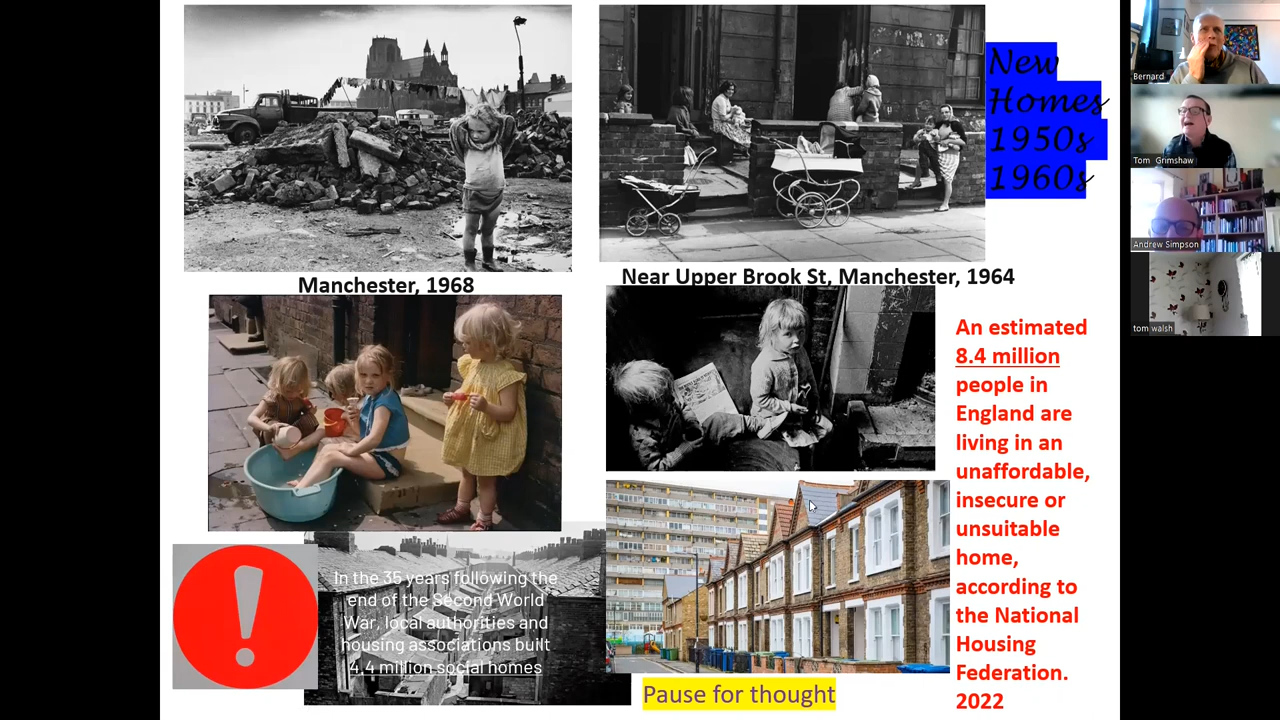 New
Homes
1950s
1960s
Manchester, 1968
Near Upper Brook St, Manchester, 1964
An estimated
8.4 million
people in
England are
living in an
unaffordable,
insecure or
unsuitable
home,
according to
the National
Housing
Federation.
2022
In the 35 years following the
end of the Second World
War, local authorities and
housing associations built
4.4 million social homes
Pause for thought
Bernard
Tom Grimshaw
Andrew Simpson
tom walsh